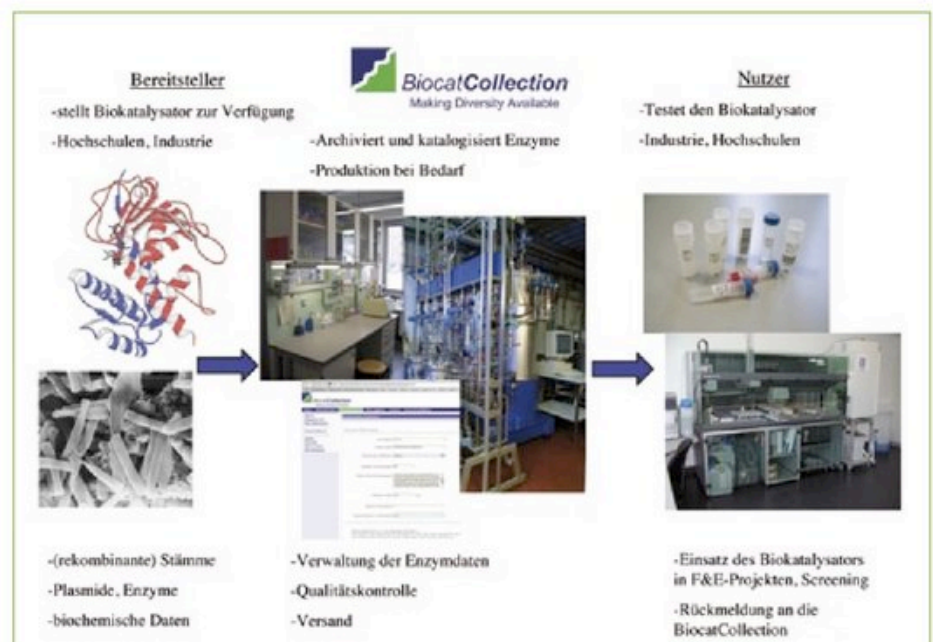 Bereitsteller
-stellt Biokatalysator zur Verfügung
-Hochschulen, Industrie
BiocatCollection
Making Diversity Available
-Archiviert und katalogisiert Enzyme
-Produktion bei Bedarf
Nutzer
-Testet den Biokatalysator
-Industrie, Hochschulen
-(rekombinante) Stämme
-Plasmide, Enzyme
-biochemische Daten
-Verwaltung der Enzymdaten
-Qualitätskontrolle
-Versand
-Einsatz des Biokatalysators
in F&E-Projekten, Screening
-Rückmeldung an die
BiocatCollection